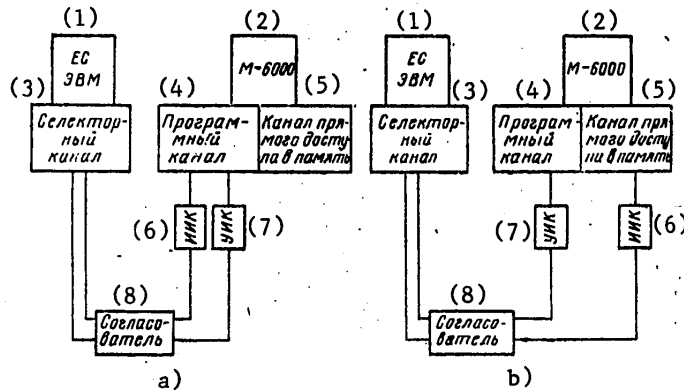 (1)
(2)
ЕС
ЭВМ
М-6000
(3)
(4)
(5)
Селектор-
ный
канал
Програм-
мный
канал
Канал пря-
мого досту
па в память
(6)
ИИК
УИК
(7)
(8)
Согласо-
ватель
а)
(1)
(2)
ЕС
ЭВМ
М-6000
(3)
(4)
(5)
Селектор-
ный
канал
Програм-
мный
канал
Канал пря-
мого досту
па в память
(7)
УИК
ИИК
(6)
(8)
Согласо-
ватель
b)